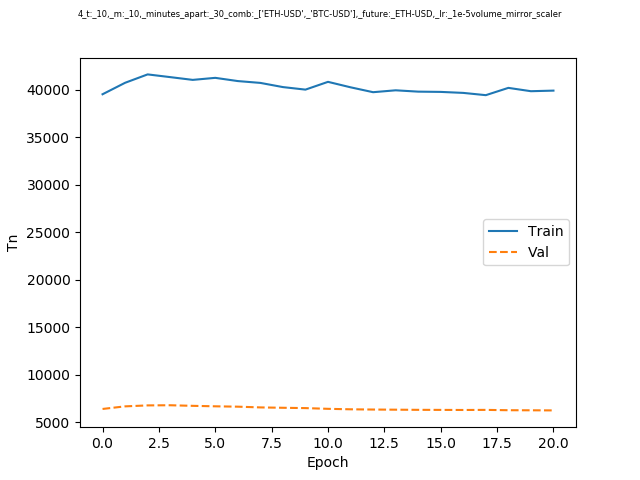 4_t:_10,_m:_10,_minutes_apart:_30_comb:_['ETH-USD',_'BTC-USD'],_future:_ETH-USD,_lr:_1e-5volume_mirror_scaler
40000
35000
30000
25000
20000
15000
10000
5000
Tn
Train
Val
0.0 2.5 5.0 7.5 10.0 12.5 15.0 17.5 20.0
Epoch